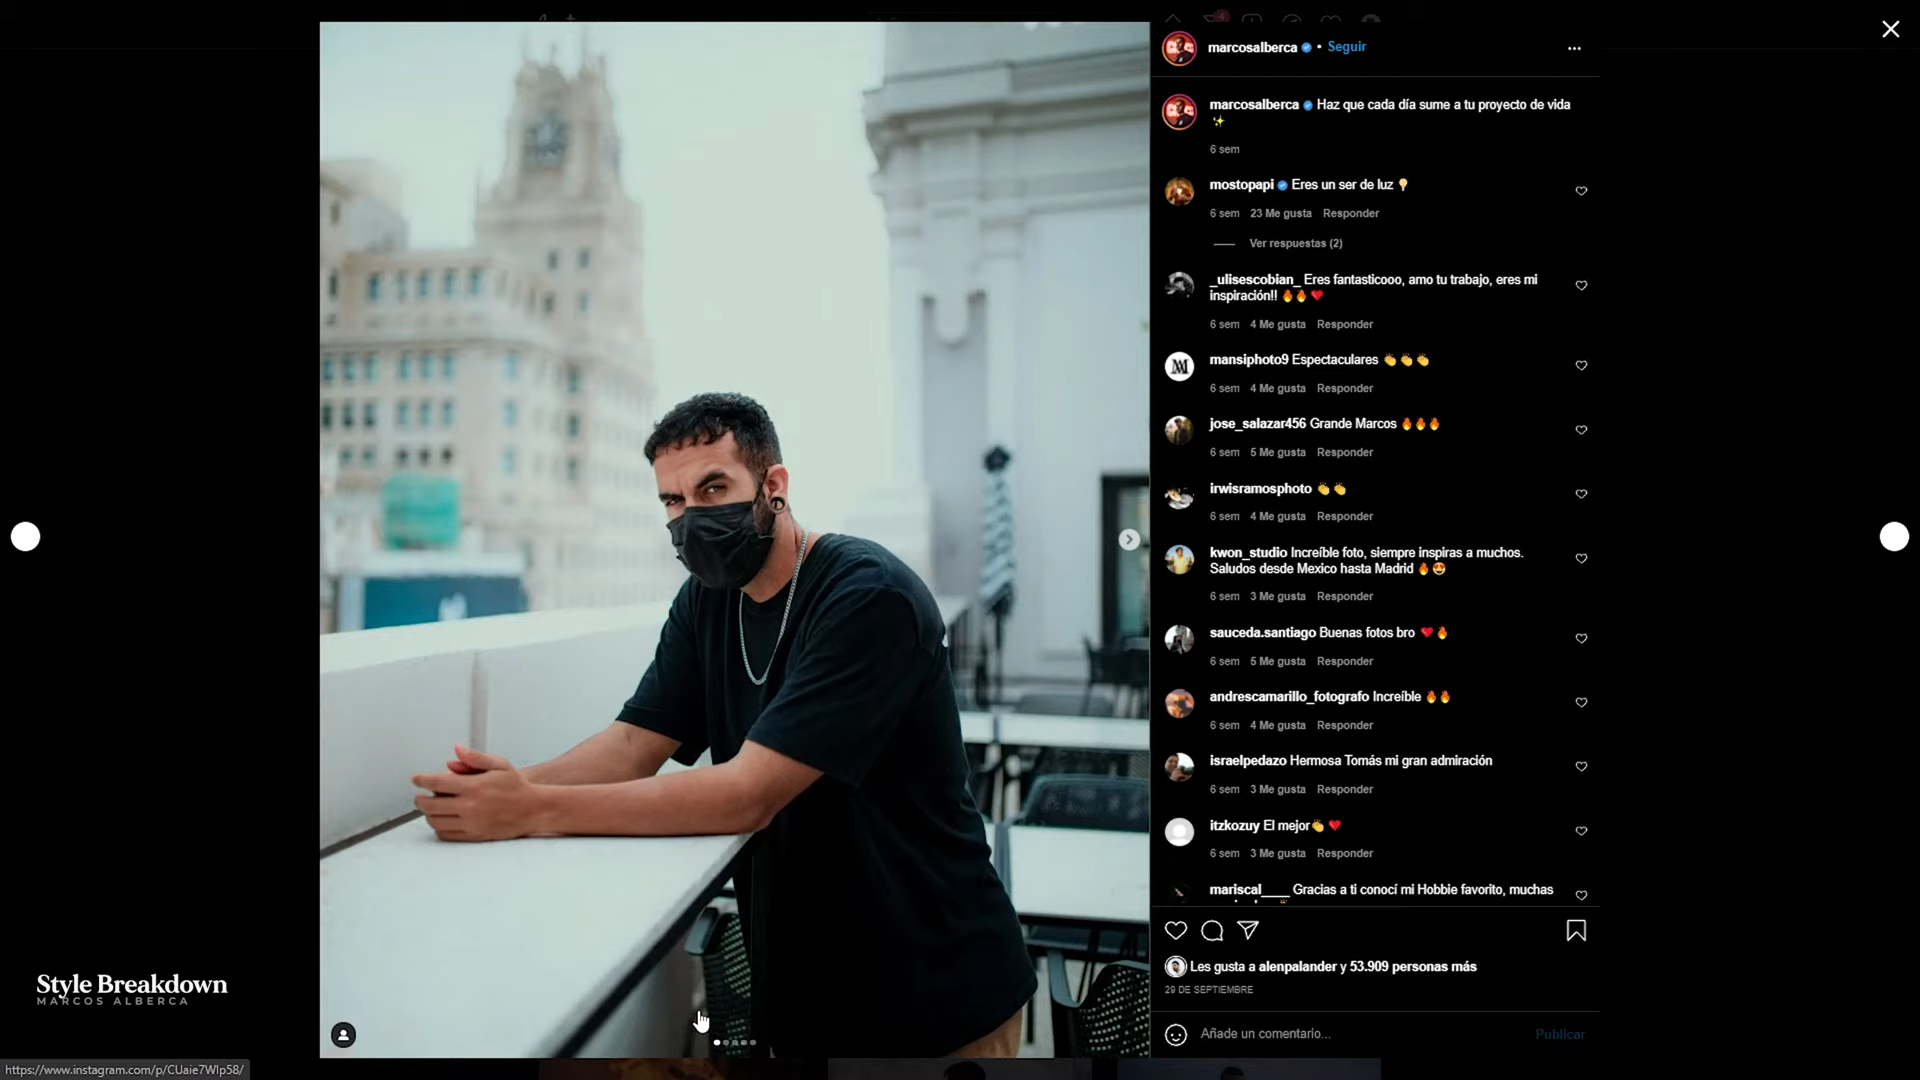 marcosalberca • Seguir
marcosalberca Haz que cada día sume a tu proyecto de vida
✨
6 sem
mostopapi Eres un ser de luz 💡
6 sem 23 Me gusta Responder
Ver respuestas (2)
_ulisescobian_ Eres fantasticooo, amo tu trabajo, eres mi
inspiración!! 🔥🔥❤️
6 sem 4 Me gusta Responder
mansiphoto9 Espectaculares 👏👏👏
6 sem 4 Me gusta Responder
jose_salazar456 Grande Marcos 🔥🔥🔥
6 sem 5 Me gusta Responder
irwisramosphoto 👏👏
6 sem 4 Me gusta Responder
kwon_studio Increíble foto, siempre inspiras a muchos.
Saludos desde Mexico hasta Madrid 🔥😍
6 sem 3 Me gusta Responder
sauceda.santiago Buenas fotos bro ❤️🔥
6 sem 5 Me gusta Responder
andrescamarillo_fotografo Increíble 🔥🔥
6 sem 4 Me gusta Responder
israelpedazo Hermosa Tomás mi gran admiración
6 sem 3 Me gusta Responder
itzkozuy El mejor👏❤️
6 sem 3 Me gusta Responder
mariscal____ Gracias a ti conocí mi Hobbie favorito, muchas
Les gusta a alenpalander y 53.909 personas más
29 DE SEPTIEMBRE
Añade un comentario...
Publicar
Style Breakdown
MARCOS ALBERCA
https://www.instagram.com/p/CUaie7WIp58/